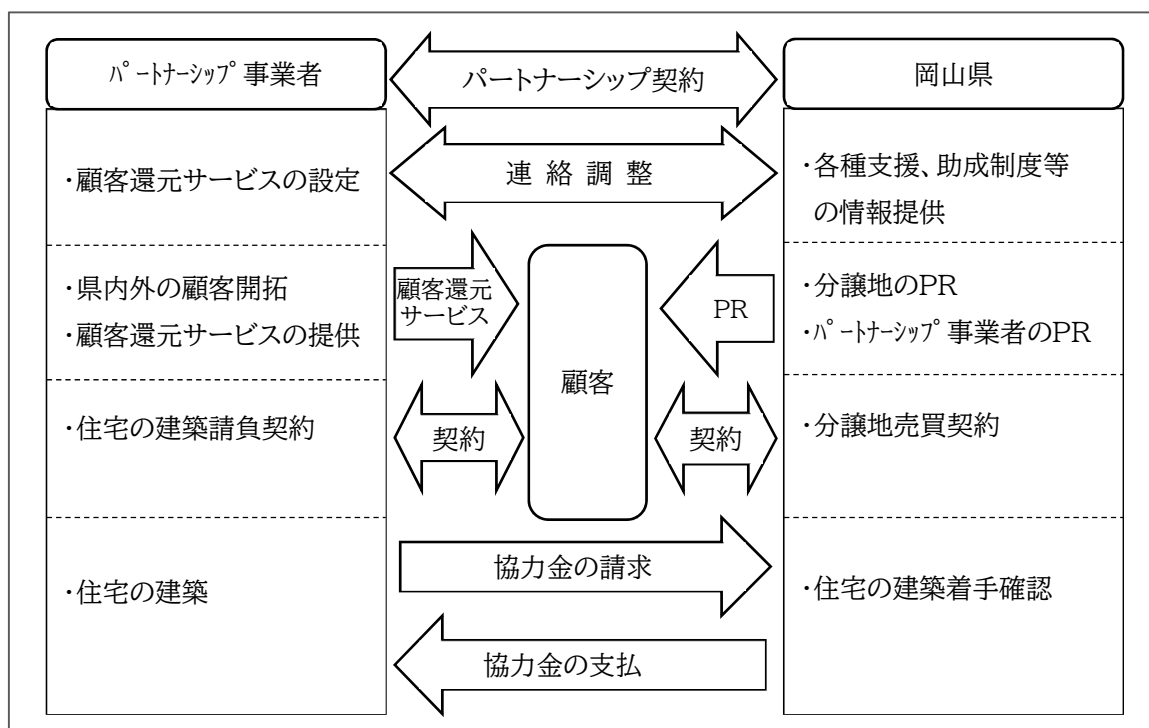 ﾊﾟｰﾄﾅｰｼｯﾌﾟ事業者
パートナーシップ契約
岡山県
・顧客還元サービスの設定
連絡調整
・各種支援、助成制度等
の情報提供
・県内外の顧客開拓
・顧客還元サービスの提供
顧客還元
サービス
顧客
PR
・分譲地のPR
・ﾊﾟｰﾄﾅｰｼｯﾌﾟ事業者のPR
・住宅の建築請負契約
契約
契約
・分譲地売買契約
・住宅の建築
協力金の請求
協力金の支払
・住宅の建築着手確認